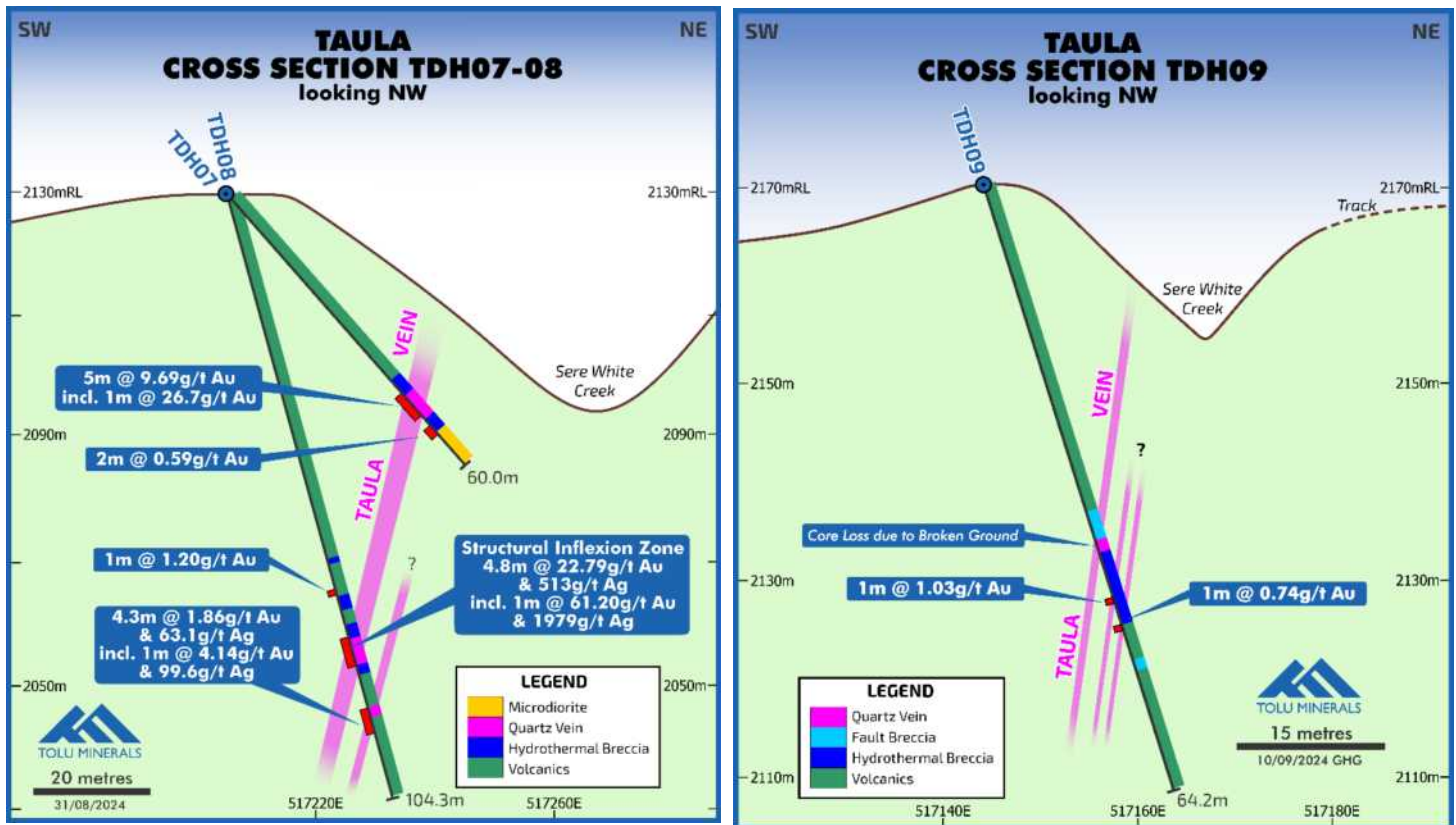 SW
NE
TAULA
CROSS SECTION TDH07-08
looking NW
TDH07
TDH08
2130mRL
2130mRL
VEIN
Sere White
Creek
5m @ 9.69g/t Au
incl. 1m @ 26.7g/t Au
2090m
2090m
2m @ 0.59g/t Au
60.0m
TAULA
1m @ 1.20g/t Au
?
Structural Inflexion Zone
4.8m @ 22.79g/t Au
& 513g/t Ag
incl. 1m @ 61.20g/t Au
& 1979g/t Ag
4.3m @ 1.86g/t Au
& 63.1g/t Ag
incl. 1m @ 4.14g/t Au
& 99.6g/t Ag
2050m
2050m
LEGEND
Microdiorite
Quartz Vein
Hydrothermal Breccia
Volcanics
TOLU MINERALS
20 metres
31/08/2024
104.3m
517220E
517260E
SW
NE
TAULA
CROSS SECTION TDH09
looking NW
TDH09
2170mRL
2170mRL
Track
Sere White
Creek
2150m
2150m
VEIN
?
Core Loss due to Broken Ground
2130m
2130m
1m @ 1.03g/t Au
1m @ 0.74g/t Au
TAULA
LEGEND
Quartz Vein
Fault Breccia
Hydrothermal Breccia
Volcanics
TOLU MINERALS
15 metres
10/09/2024 GHG
2110m
2110m
64.2m
517140E
517160E
517180E